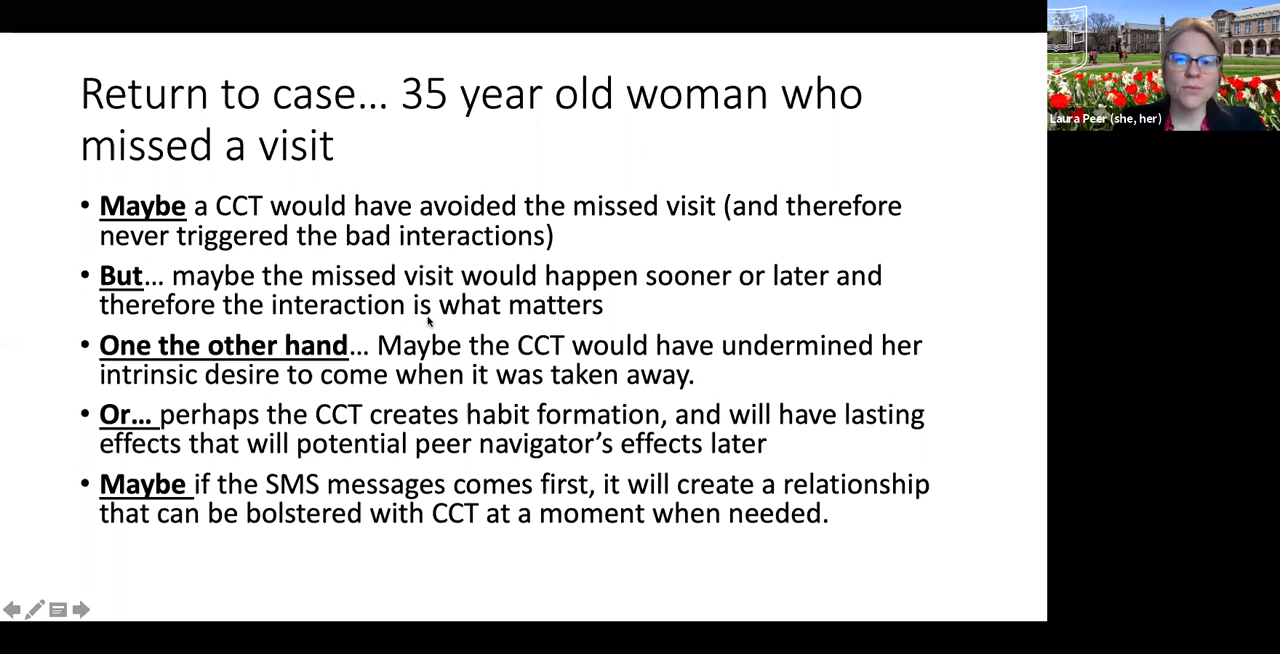 Return to case... 35 year old woman who
missed a visit
• Maybe a CCT would have avoided the missed visit (and therefore
never triggered the bad interactions)
• But... maybe the missed visit would happen sooner or later and
therefore the interaction is what matters
• One the other hand... Maybe the CCT would have undermined her
intrinsic desire to come when it was taken away.
• Or... perhaps the CCT creates habit formation, and will have lasting
effects that will potential peer navigator's effects later
• Maybe if the SMS messages comes first, it will create a relationship
that can be bolstered with CCT at a moment when needed.
Laura Peer (she, her)